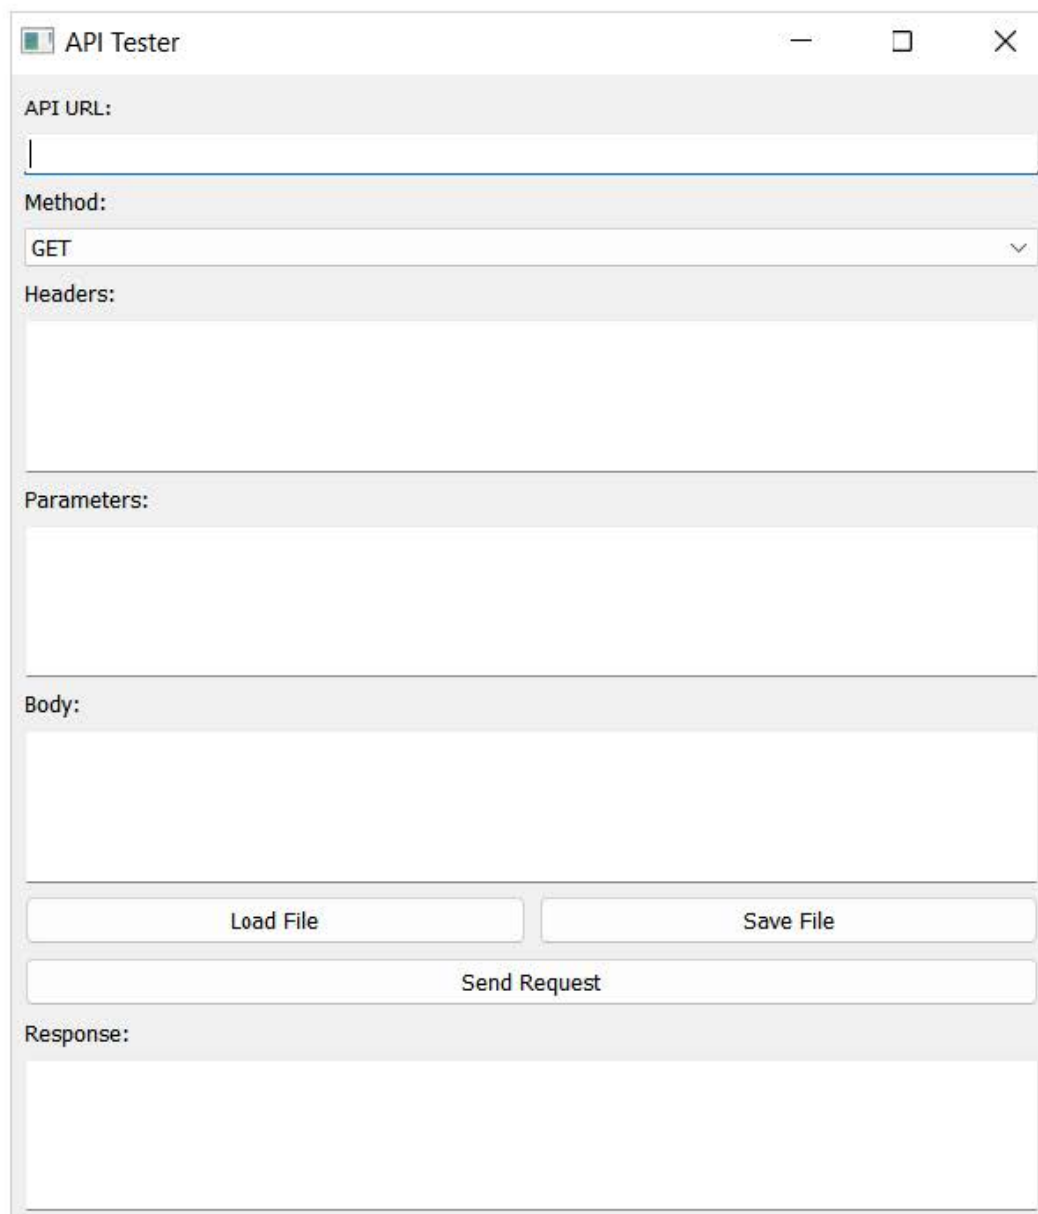 API Tester
API URL:
Method:
GET
Headers:
Parameters:
Body:
Load File Save File
Send Request
Response: